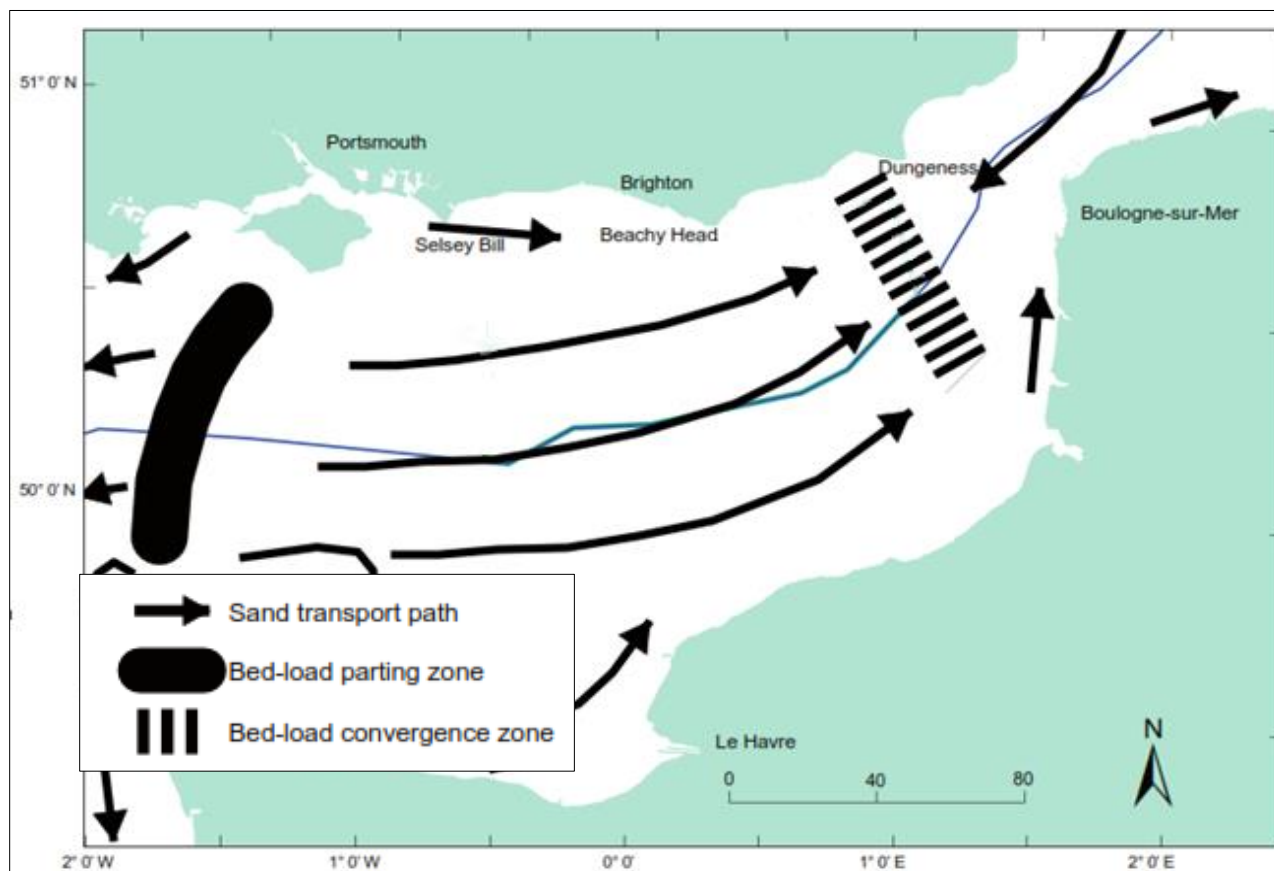 51° 0' N
Portsmouth
Dungeness
Brighton
Boulogne-sur-Mer
Selsey Bill
Beachy Head
50° 0' N
Sand transport path
Bed-load parting zone
Bed-load convergence zone
N
Le Havre
0 40 80
2° 0' W 1° 0' W 0° 0' 1° 0' E 2° 0' E